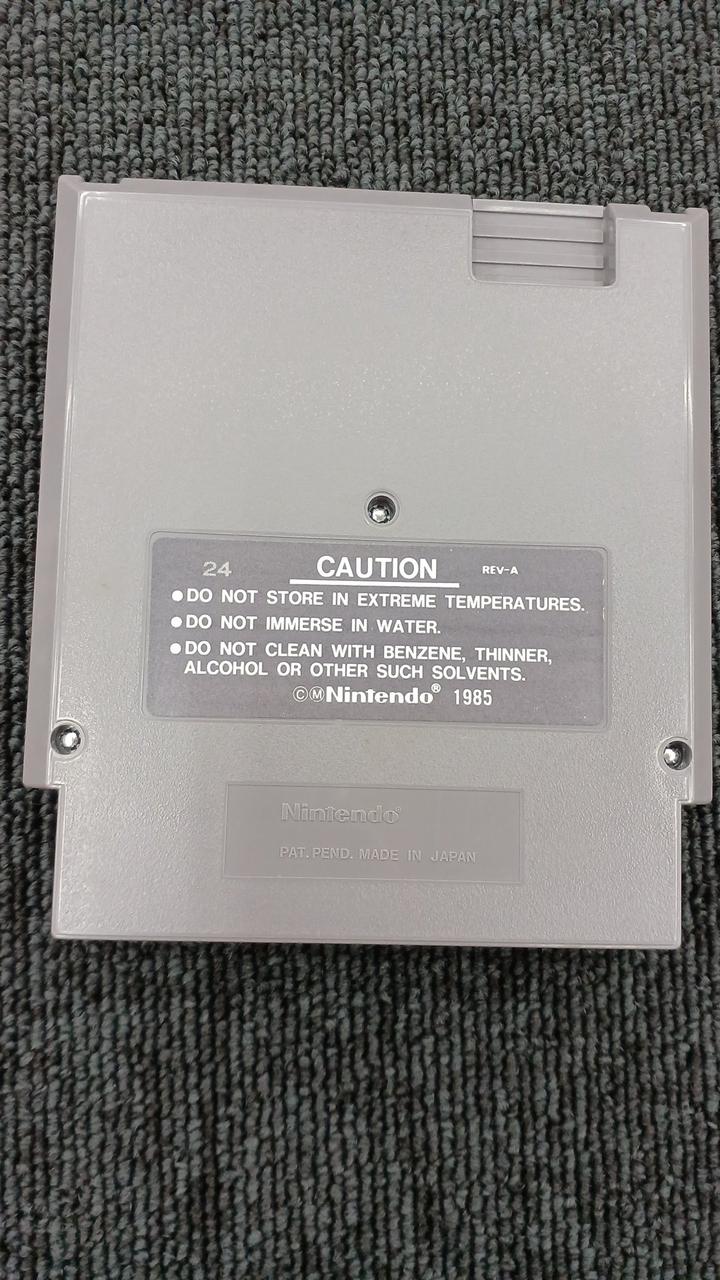 24 CAUTION REV-A
●DO NOT STORE IN EXTREME TEMPERATURES.
●DO NOT IMMERSE IN WATER.
●DO NOT CLEAN WITH BENZENE, THINNER,
ALCOHOL OR OTHER SUCH SOLVENTS.
ⒸⓂNintendo® 1985
Nintendo®
PAT. PEND. MADE IN JAPAN